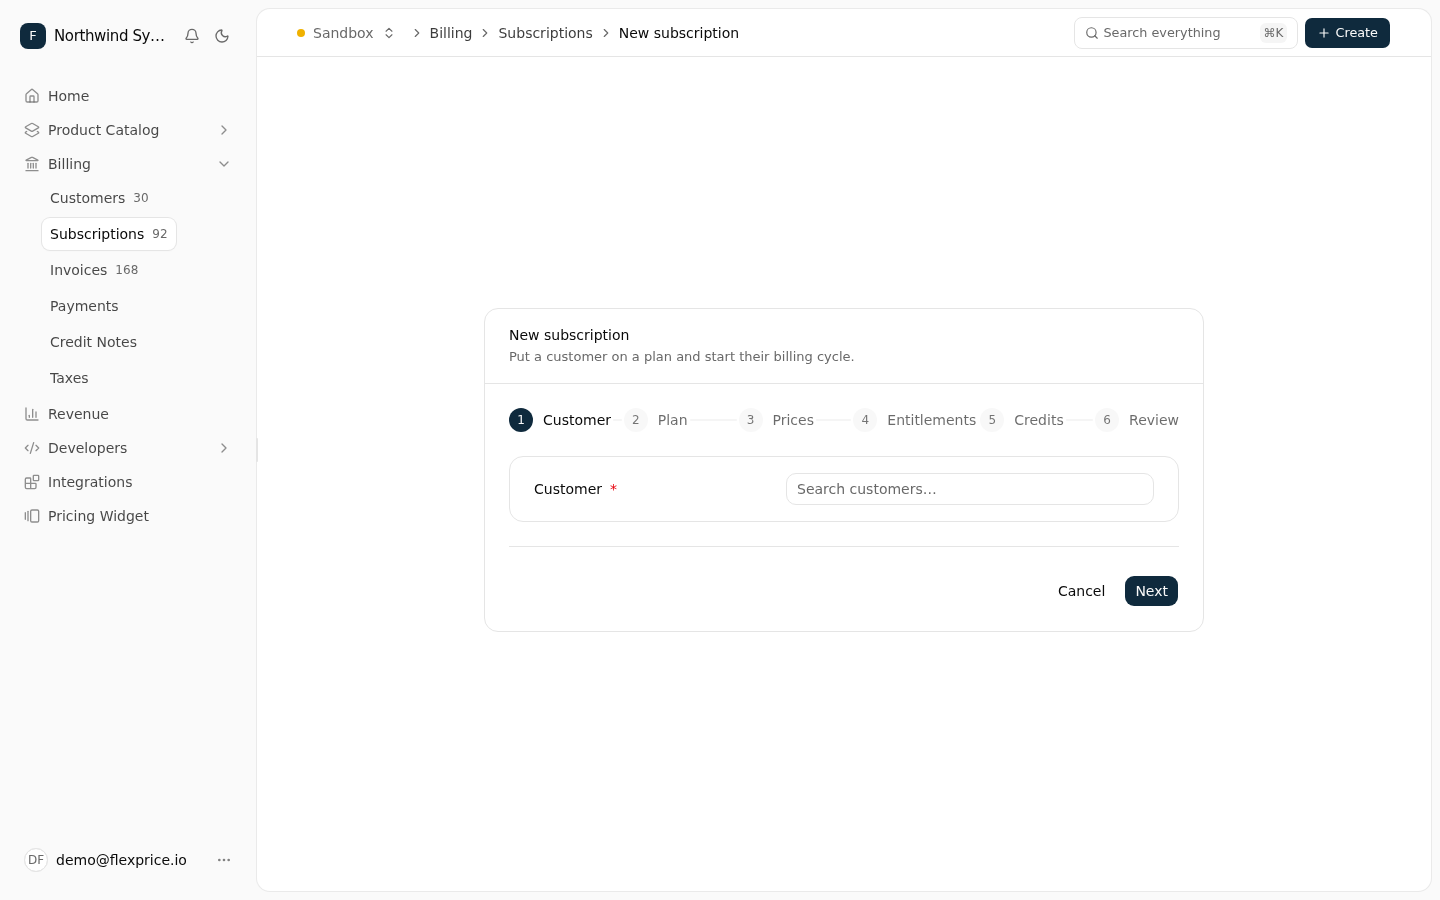 F Northwind Sy...
Sandbox Billing Subscriptions New subscription
Search everything ⌘K
Create
Home
Product Catalog
Billing
Customers 30
Subscriptions 92
Invoices 168
Payments
Credit Notes
Taxes
Revenue
Developers
Integrations
Pricing Widget
New subscription
Put a customer on a plan and start their billing cycle.
1 Customer 2 Plan 3 Prices 4 Entitlements 5 Credits 6 Review
Customer *
Search customers...
Cancel Next
DF demo@flexprice.io